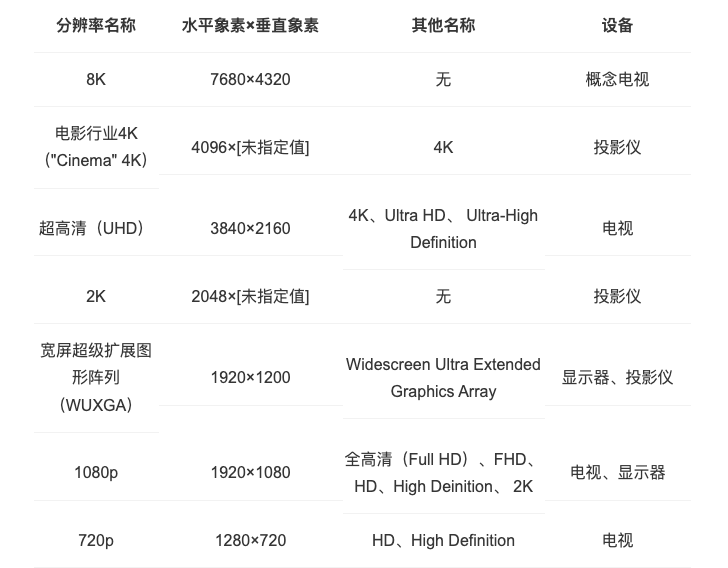 分辨率名称 水平象素×垂直象素 其他名称 设备
8K 7680×4320 无 概念电视
电影行业4K
("Cinema" 4K) 4096×[未指定值] 4K 投影仪
超高清（UHD） 3840×2160 4K、Ultra HD、 Ultra-High
Definition 电视
2K 2048×[未指定值] 无 投影仪
宽屏超级扩展图
形阵列
（WUXGA） 1920×1200 Widescreen Ultra Extended
Graphics Array 显示器、投影仪
1080p 1920×1080 全高清（Full HD）、FHD、
HD、High Deinition、 2K 电视、显示器
720p 1280×720 HD、High Definition 电视